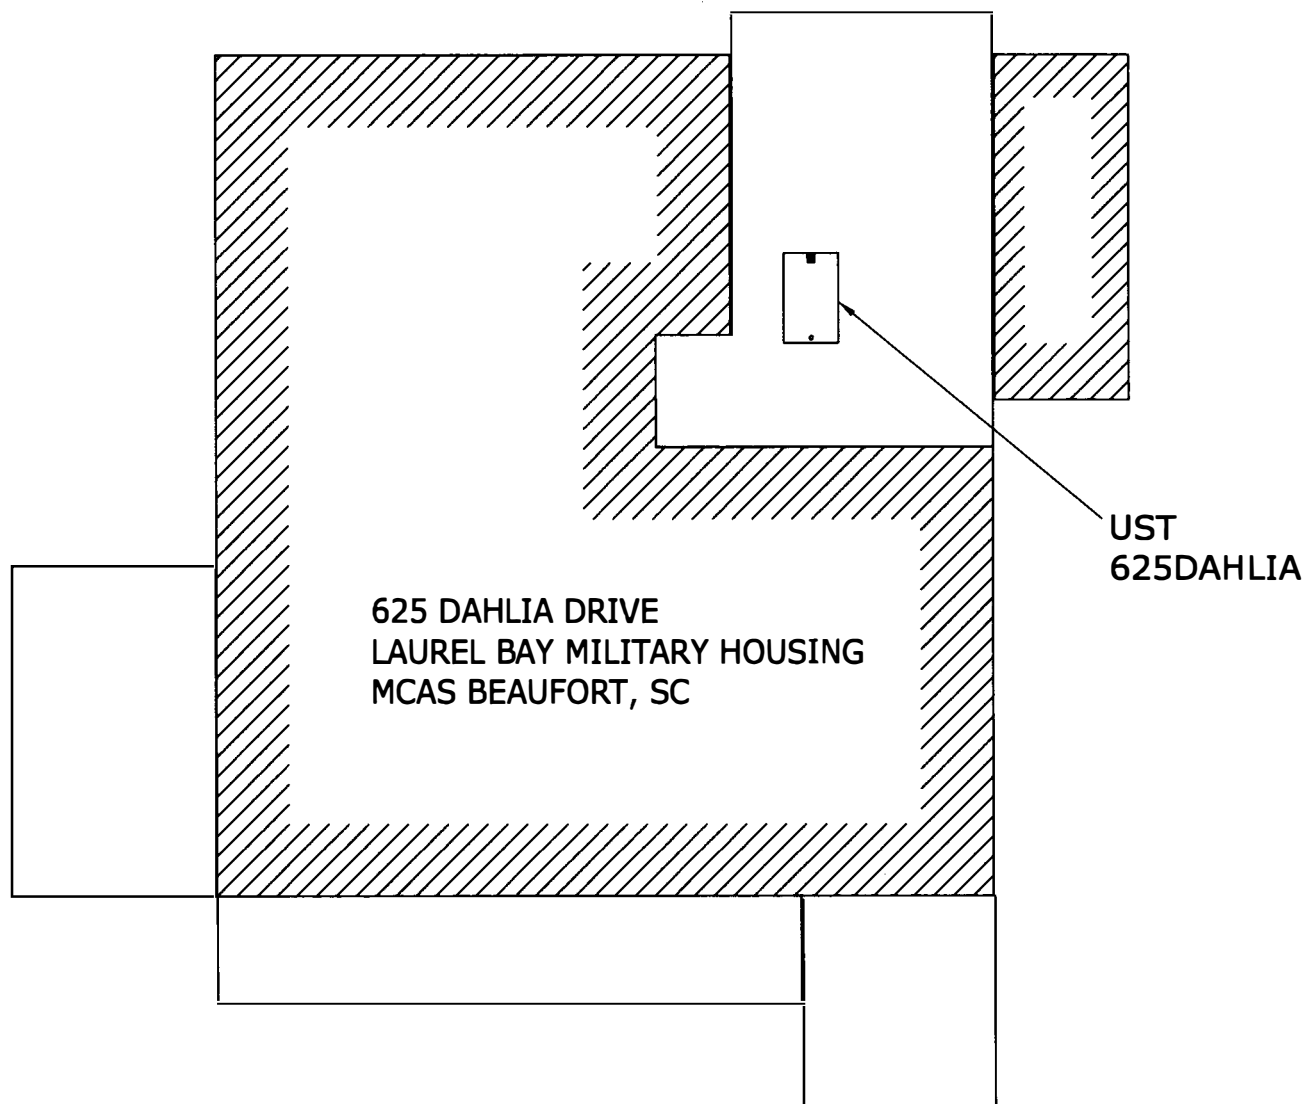 UST
625DAHLIA
625 DAHLIA DRIVE
LAUREL BAY MILITARY HOUSING
MCAS BEAUFORT, SC